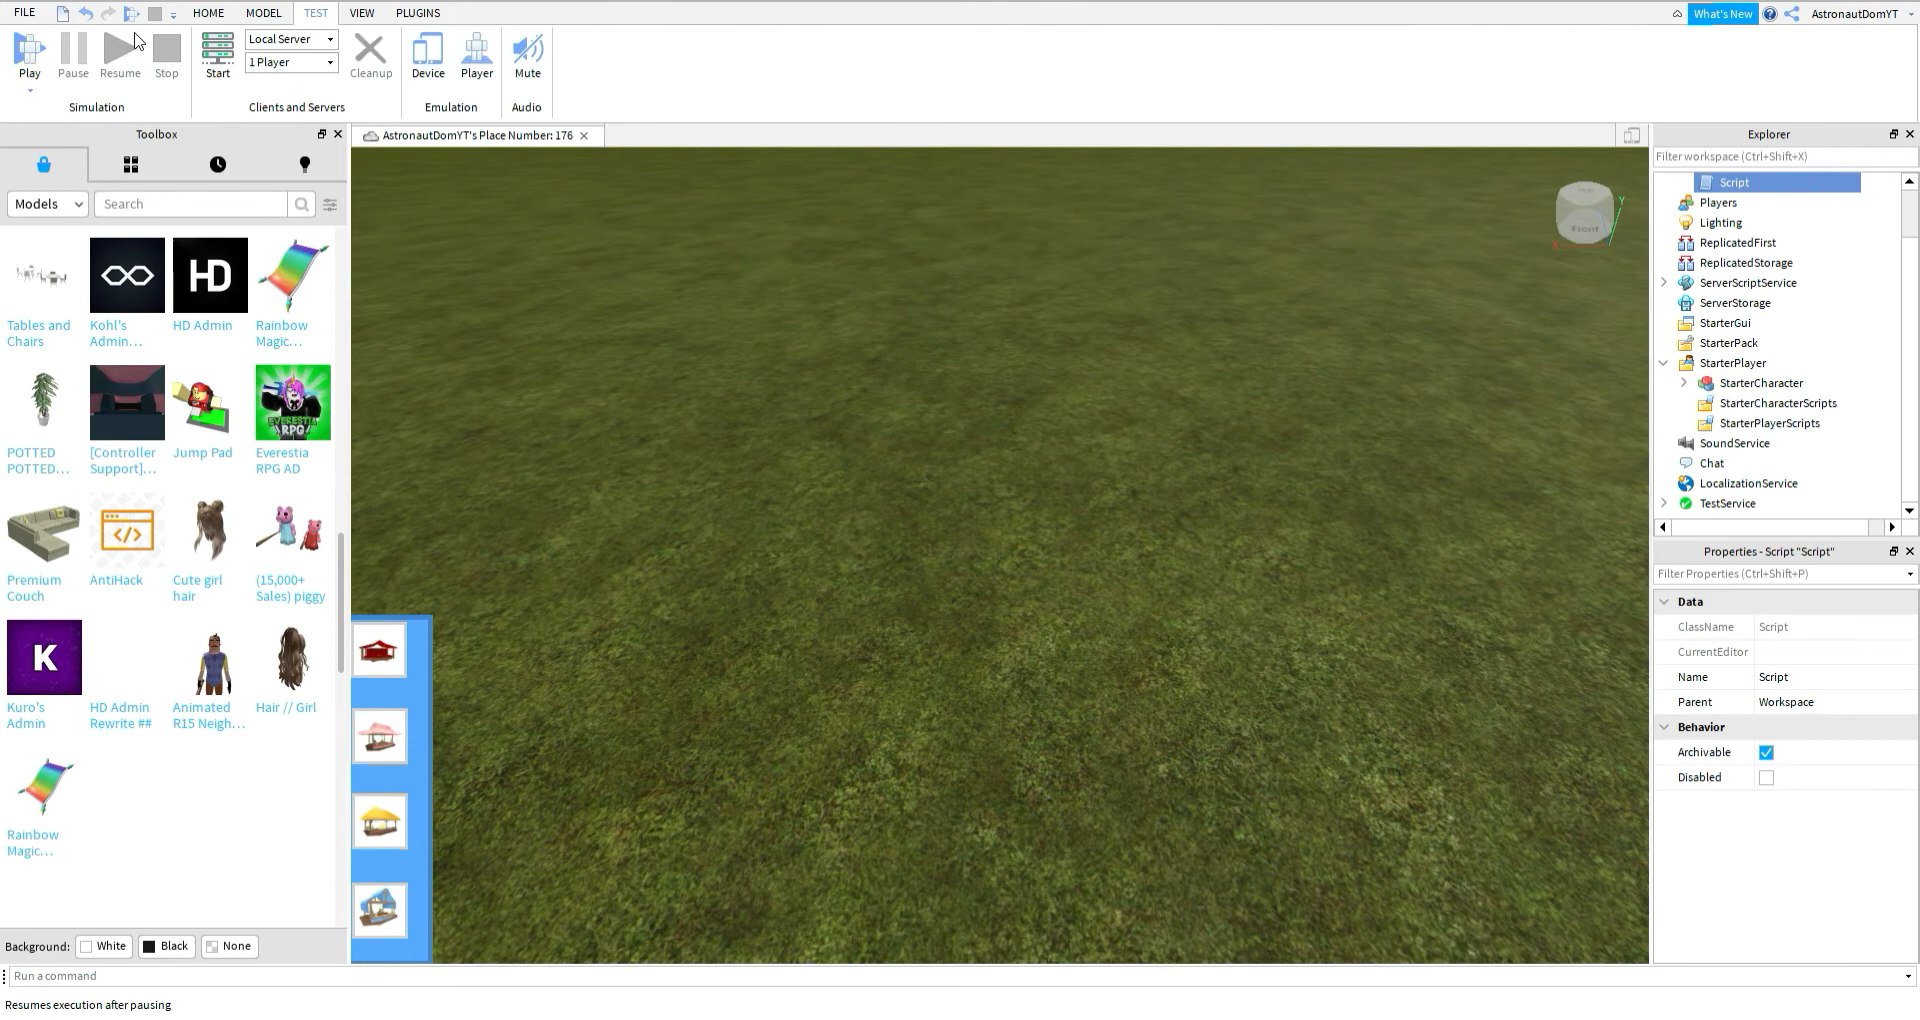 FILE
HOME
MODEL
TEST
VIEW
PLUGINS
What's New
AstronautDomYT
Play
Pause
Resume
Stop
Simulation
Start
Local Server
1 Player
Cleanup
Clients and Servers
Device
Player
Emulation
Mute
Audio
Toolbox
Models
Search
Tables and
Chairs
Kohl's
Admin...
HD
HD Admin
Rainbow
Magic...
POTTED
POTTED...
[Controller
Support]...
Jump Pad
EVERESTIA
RPG
Everestia
RPG AD
Premium
Couch
</>
AntiHack
Cute girl
hair
(15,000+
Sales) piggy
K
Kuro's
Admin
HD Admin
Rewrite ##
Animated
R15 Neigh...
Hair // Girl
Rainbow
Magic...
Background:
White
Black
None
AstronautDomYT's Place Number: 176
Front
Y
X
Explorer
Filter workspace (Ctrl+Shift+X)
Script
Players
Lighting
ReplicatedFirst
ReplicatedStorage
ServerScriptService
ServerStorage
StarterGui
StarterPack
StarterPlayer
StarterCharacter
StarterCharacterScripts
StarterPlayerScripts
SoundService
Chat
LocalizationService
TestService
Properties - Script "Script"
Filter Properties (Ctrl+Shift+P)
Data
ClassName Script
CurrentEditor
Name Script
Parent Workspace
Behavior
Archivable
Disabled
Run a command
Resumes execution after pausing